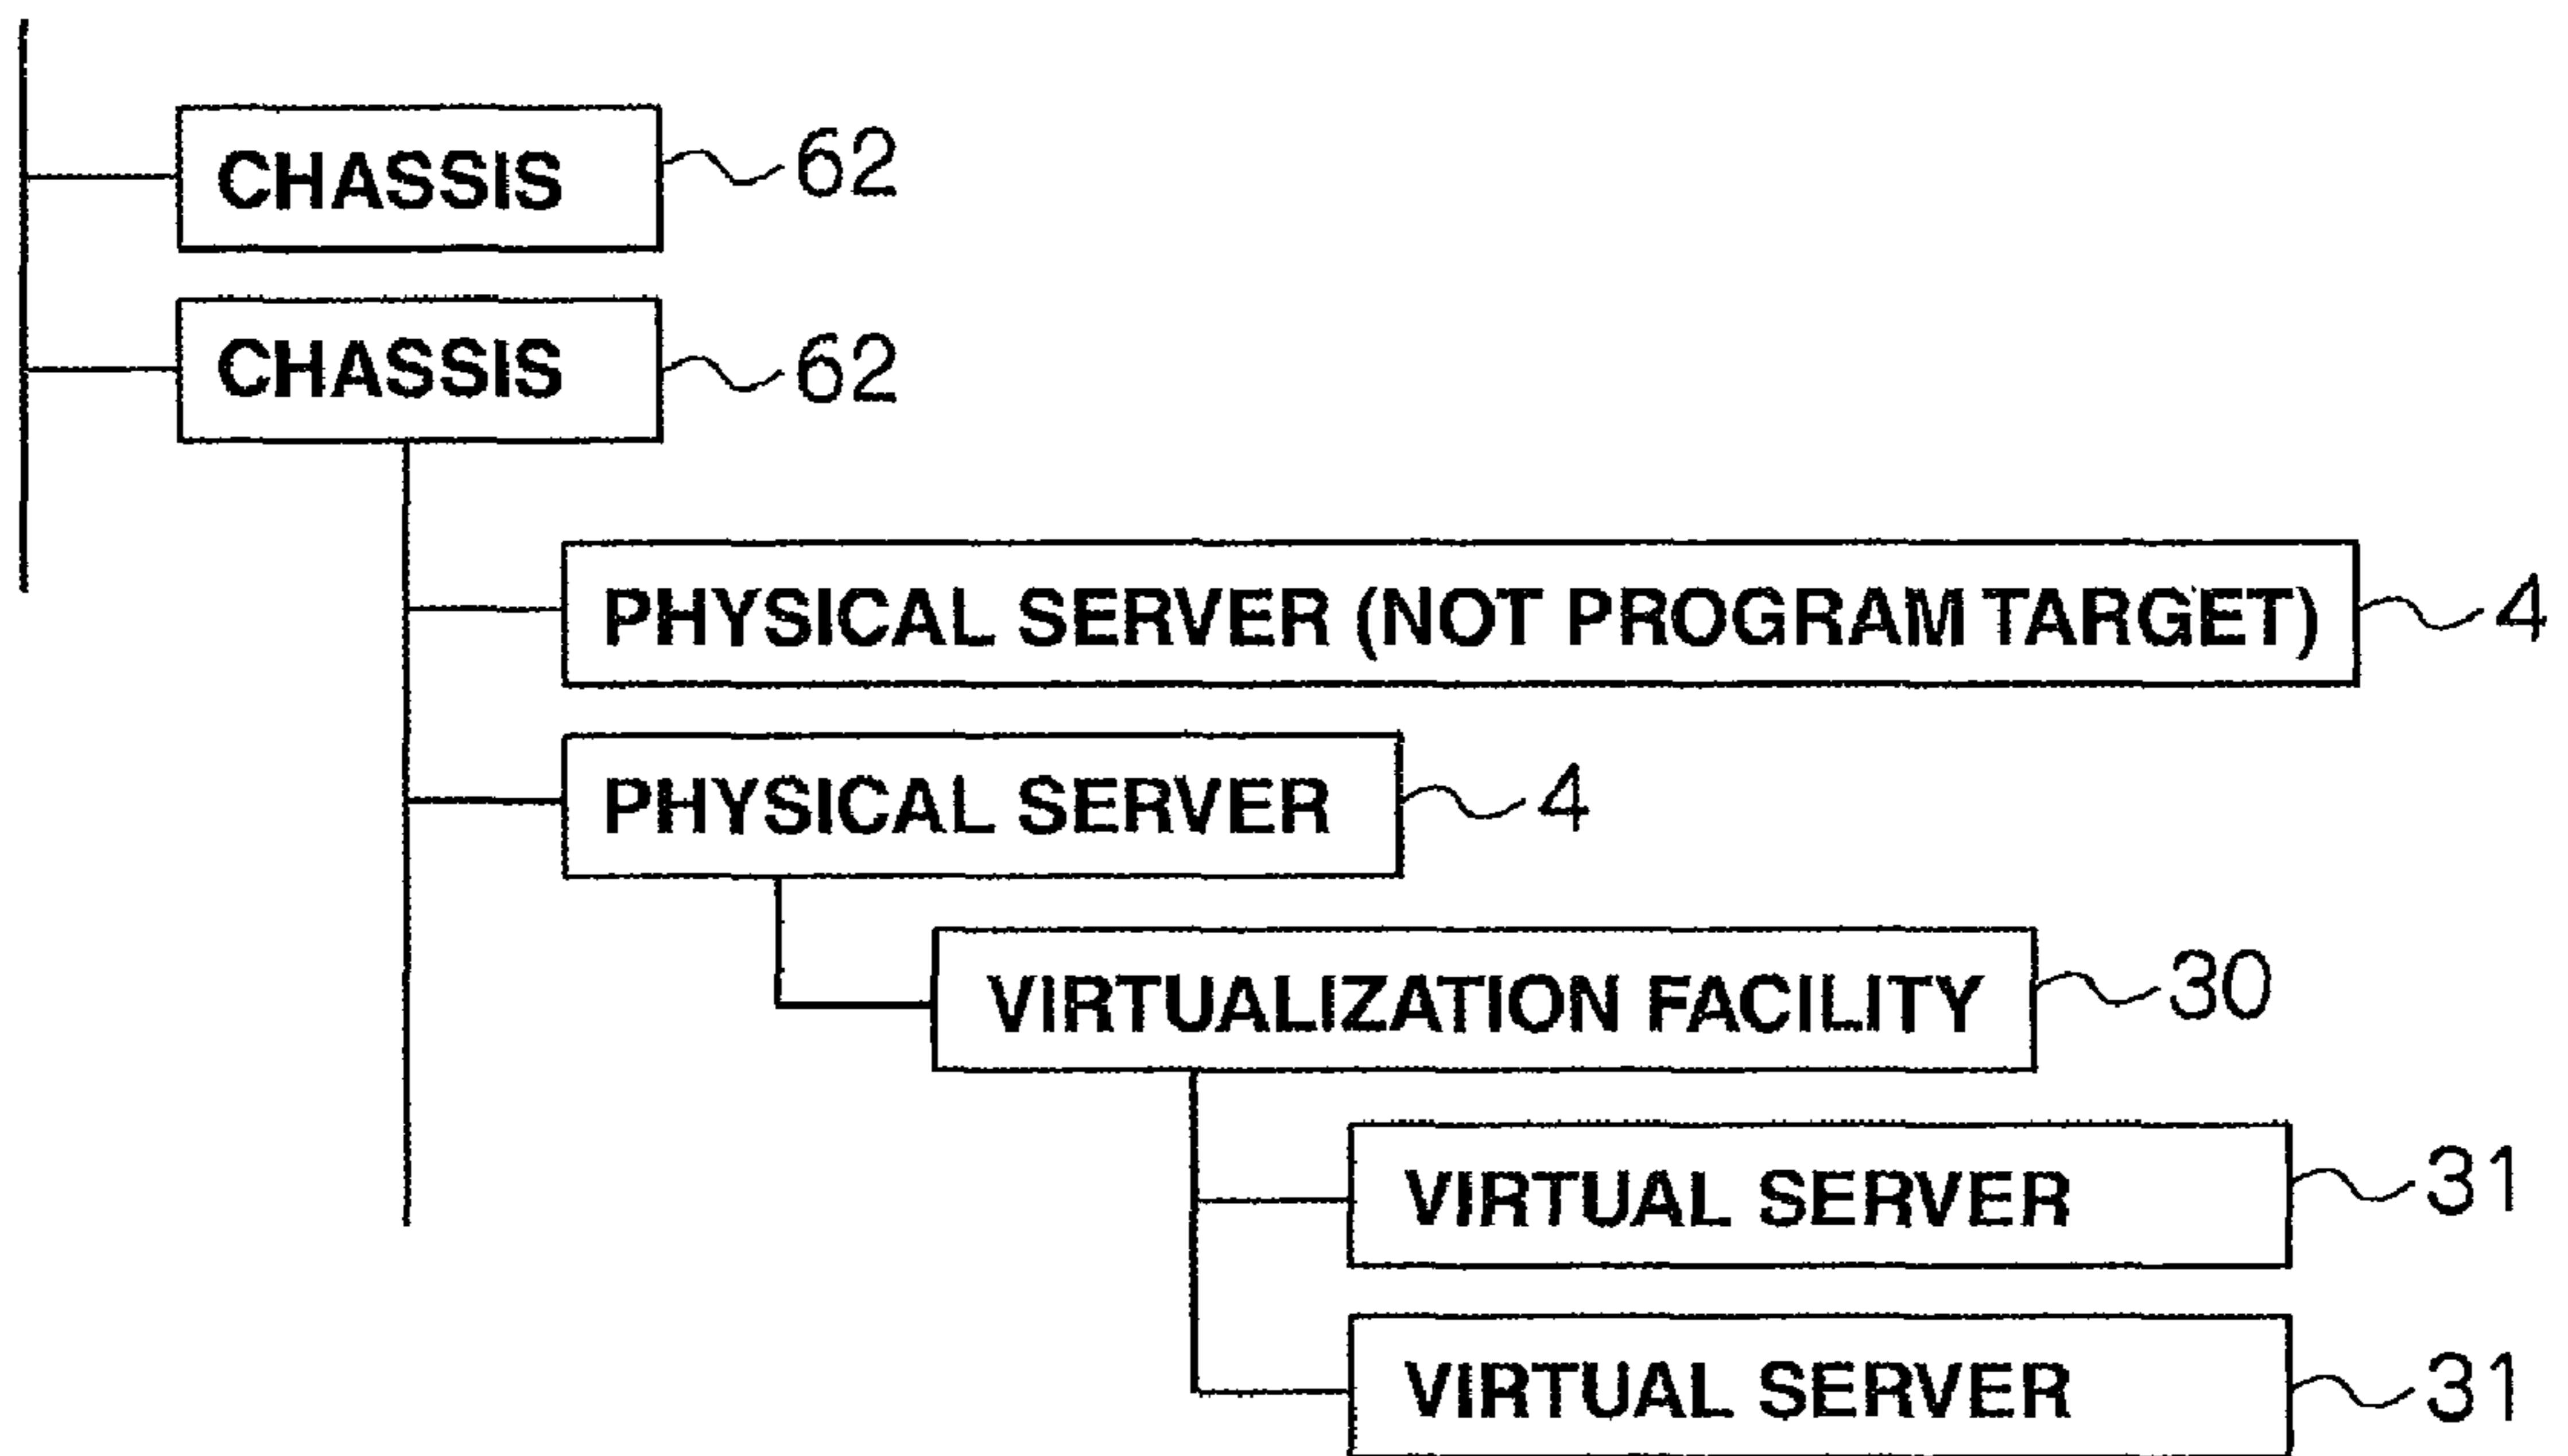 CHASSIS 62
CHASSIS 62
PHYSICAL SERVER (NOT PROGRAM TARGET) 4
PHYSICAL SERVER 4
VIRTUALIZATION FACILITY 30
VIRTUAL SERVER 31
VIRTUAL SERVER 31